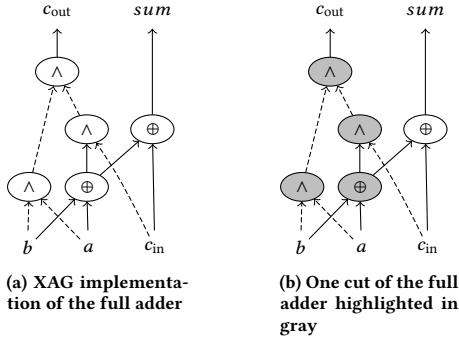 c_out sum c_out sum
∧ ∧
∧ ⊕ ∧ ⊕
∧ ⊕ ∧ ⊕
b a c_in b a c_in
(a) XAG implementa-
tion of the full adder
(b) One cut of the full
adder highlighted in
gray